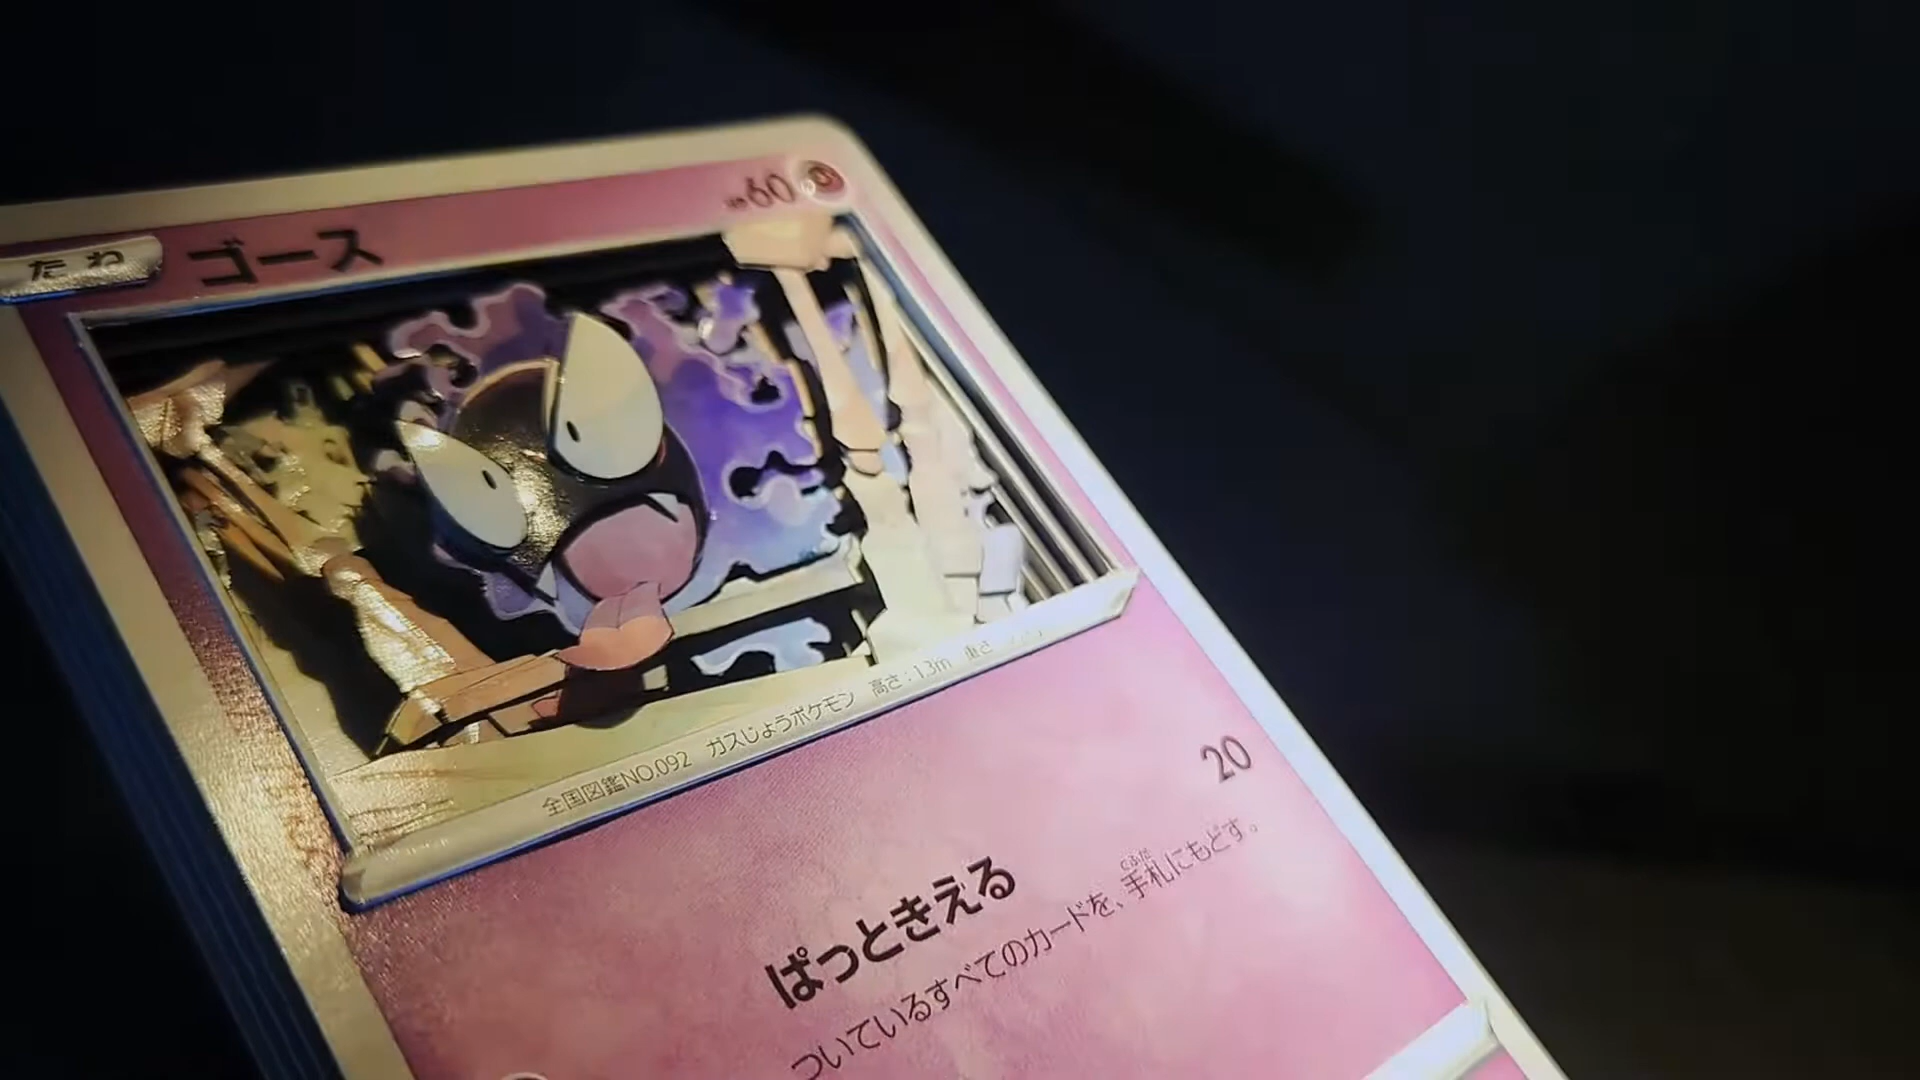 たね ゴース HP60
全国図鑑NO.092 ガスじょうポケモン 高さ:1.3m 重さ
ぱっときえる 20
ついているすべてのカードを、手札にもどす。